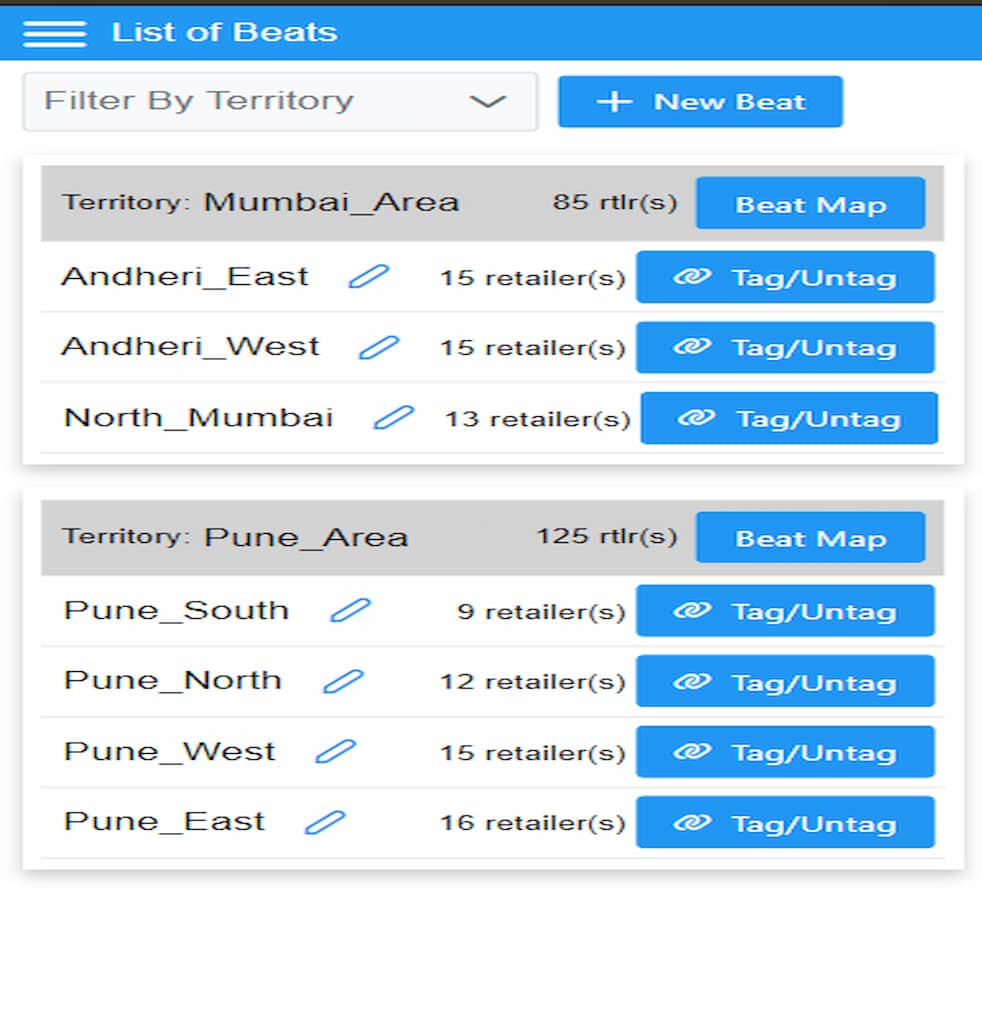 List of Beats
Filter By Territory
New Beat
Territory: Mumbai_Area 85 rtlr(s) Beat Map
Andheri_East 15 retailer(s) Tag/Untag
Andheri_West 15 retailer(s) Tag/Untag
North_Mumbai 13 retailer(s) Tag/Untag
Territory: Pune_Area 125 rtlr(s) Beat Map
Pune_South 9 retailer(s) Tag/Untag
Pune_North 12 retailer(s) Tag/Untag
Pune_West 15 retailer(s) Tag/Untag
Pune_East 16 retailer(s) Tag/Untag